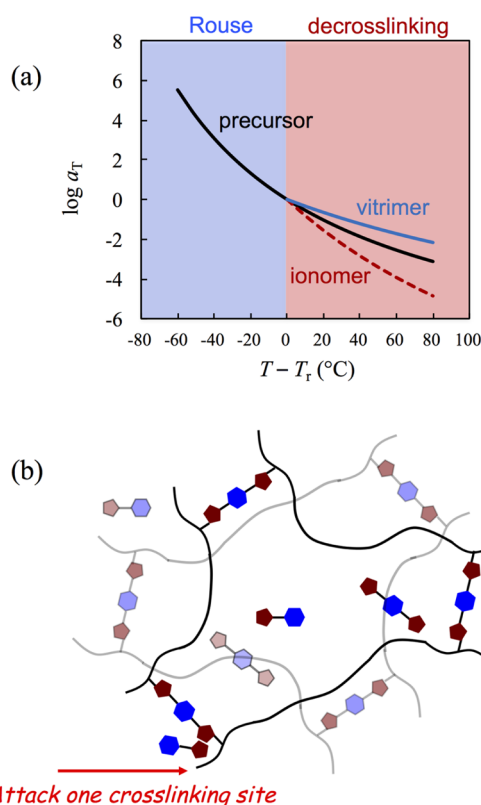 Rouse decrosslinking
(a)
8
6
4
2
0
-2
-4
-6
log aT
precursor
vitrimer
ionomer
-80 -60 -40 -20 0 20 40 60 80 100
T − Tr (°C)
(b)
ttack one crosslinking site